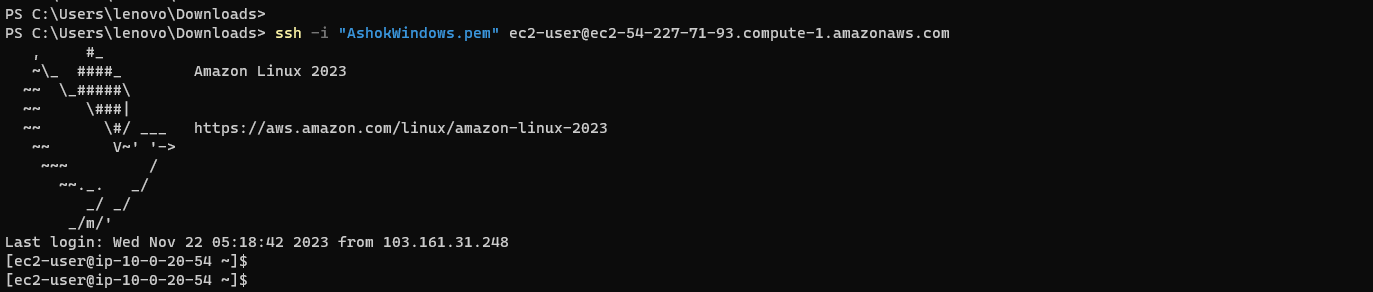 PS C:\Users\lenovo\Downloads>
PS C:\Users\lenovo\Downloads> ssh -i "AshokWindows.pem" ec2-user@ec2-54-227-71-93.compute-1.amazonaws.com
   ,     #_
   ~\_  ####_        Amazon Linux 2023
  ~~  \_#####\
  ~~     \###|
  ~~       \#/ ___   https://aws.amazon.com/linux/amazon-linux-2023
   ~~       V~' '->
    ~~~         /
      ~~._.   _/
         _/ _/
       _/m/'
Last login: Wed Nov 22 05:18:42 2023 from 103.161.31.248
[ec2-user@ip-10-0-20-54 ~]$
[ec2-user@ip-10-0-20-54 ~]$